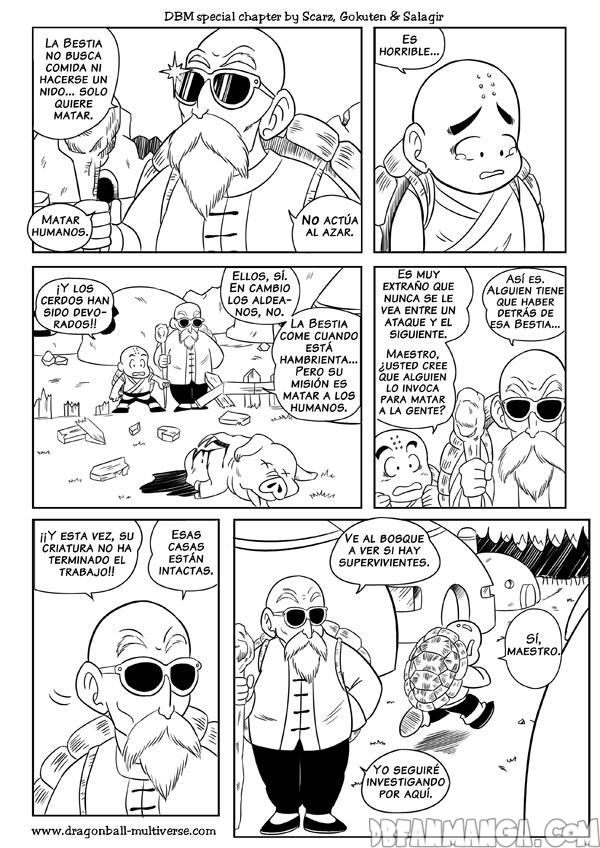 DBM special chapter by Scarz, Gokuten & Salagir
La Bestia
no busca
comida ni
hacerse un
nido... solo
quiere
matar.
Matar
humanos.
No actúa
al azar.
Es
horrible...
¡Y los
cerdos han
sido devo-
rados!!
Ellos, sí.
En cambio
los aldea-
nos, no.
La Bestia
come cuando
está
hambrienta...
Pero su
misión es
matar a los
humanos.
Es muy
extraño que
nunca se le
vea entre un
ataque y el
siguiente.
Maestro,
¿usted cree
que alguien
lo invoca
para matar
a la gente?
Así es.
Alguien tiene
que haber
detrás de
esa Bestia...
¡¡Y esta vez, su
criatura no ha
terminado el
trabajo!!
Esas
casas
están
intactas.
Ve al bosque
a ver si hay
supervivientes.
Sí,
maestro.
Yo seguiré
investigando
por aquí.
www.dragonball-multiverse.com
DBFANMANGA.COM